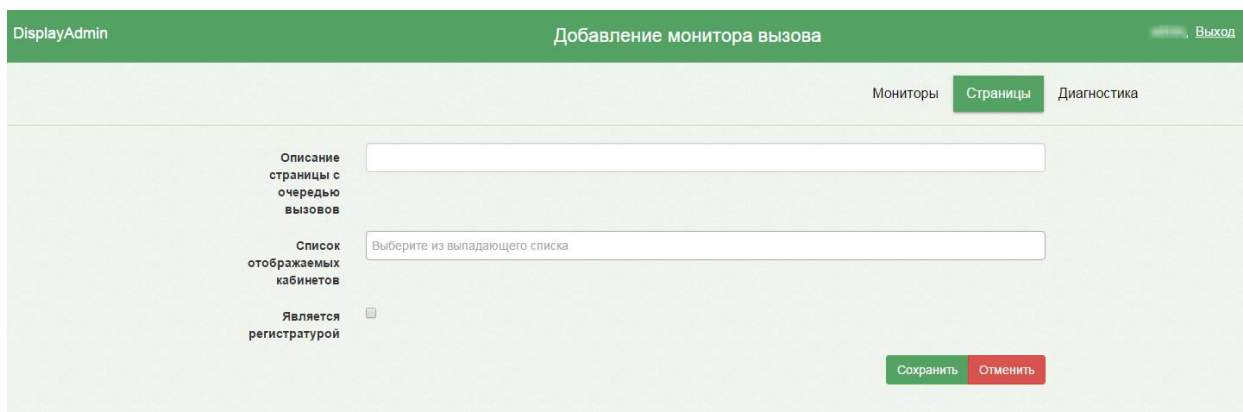 DisplayAdmin
Добавление монитора вызова
, Выход
Мониторы
Страницы
Диагностика
Описание
страницы с
очередью
вызовов
Список
отображаемых
кабинетов
Выберите из выпадающего списка
Является
регистратурой
Сохранить
Отменить